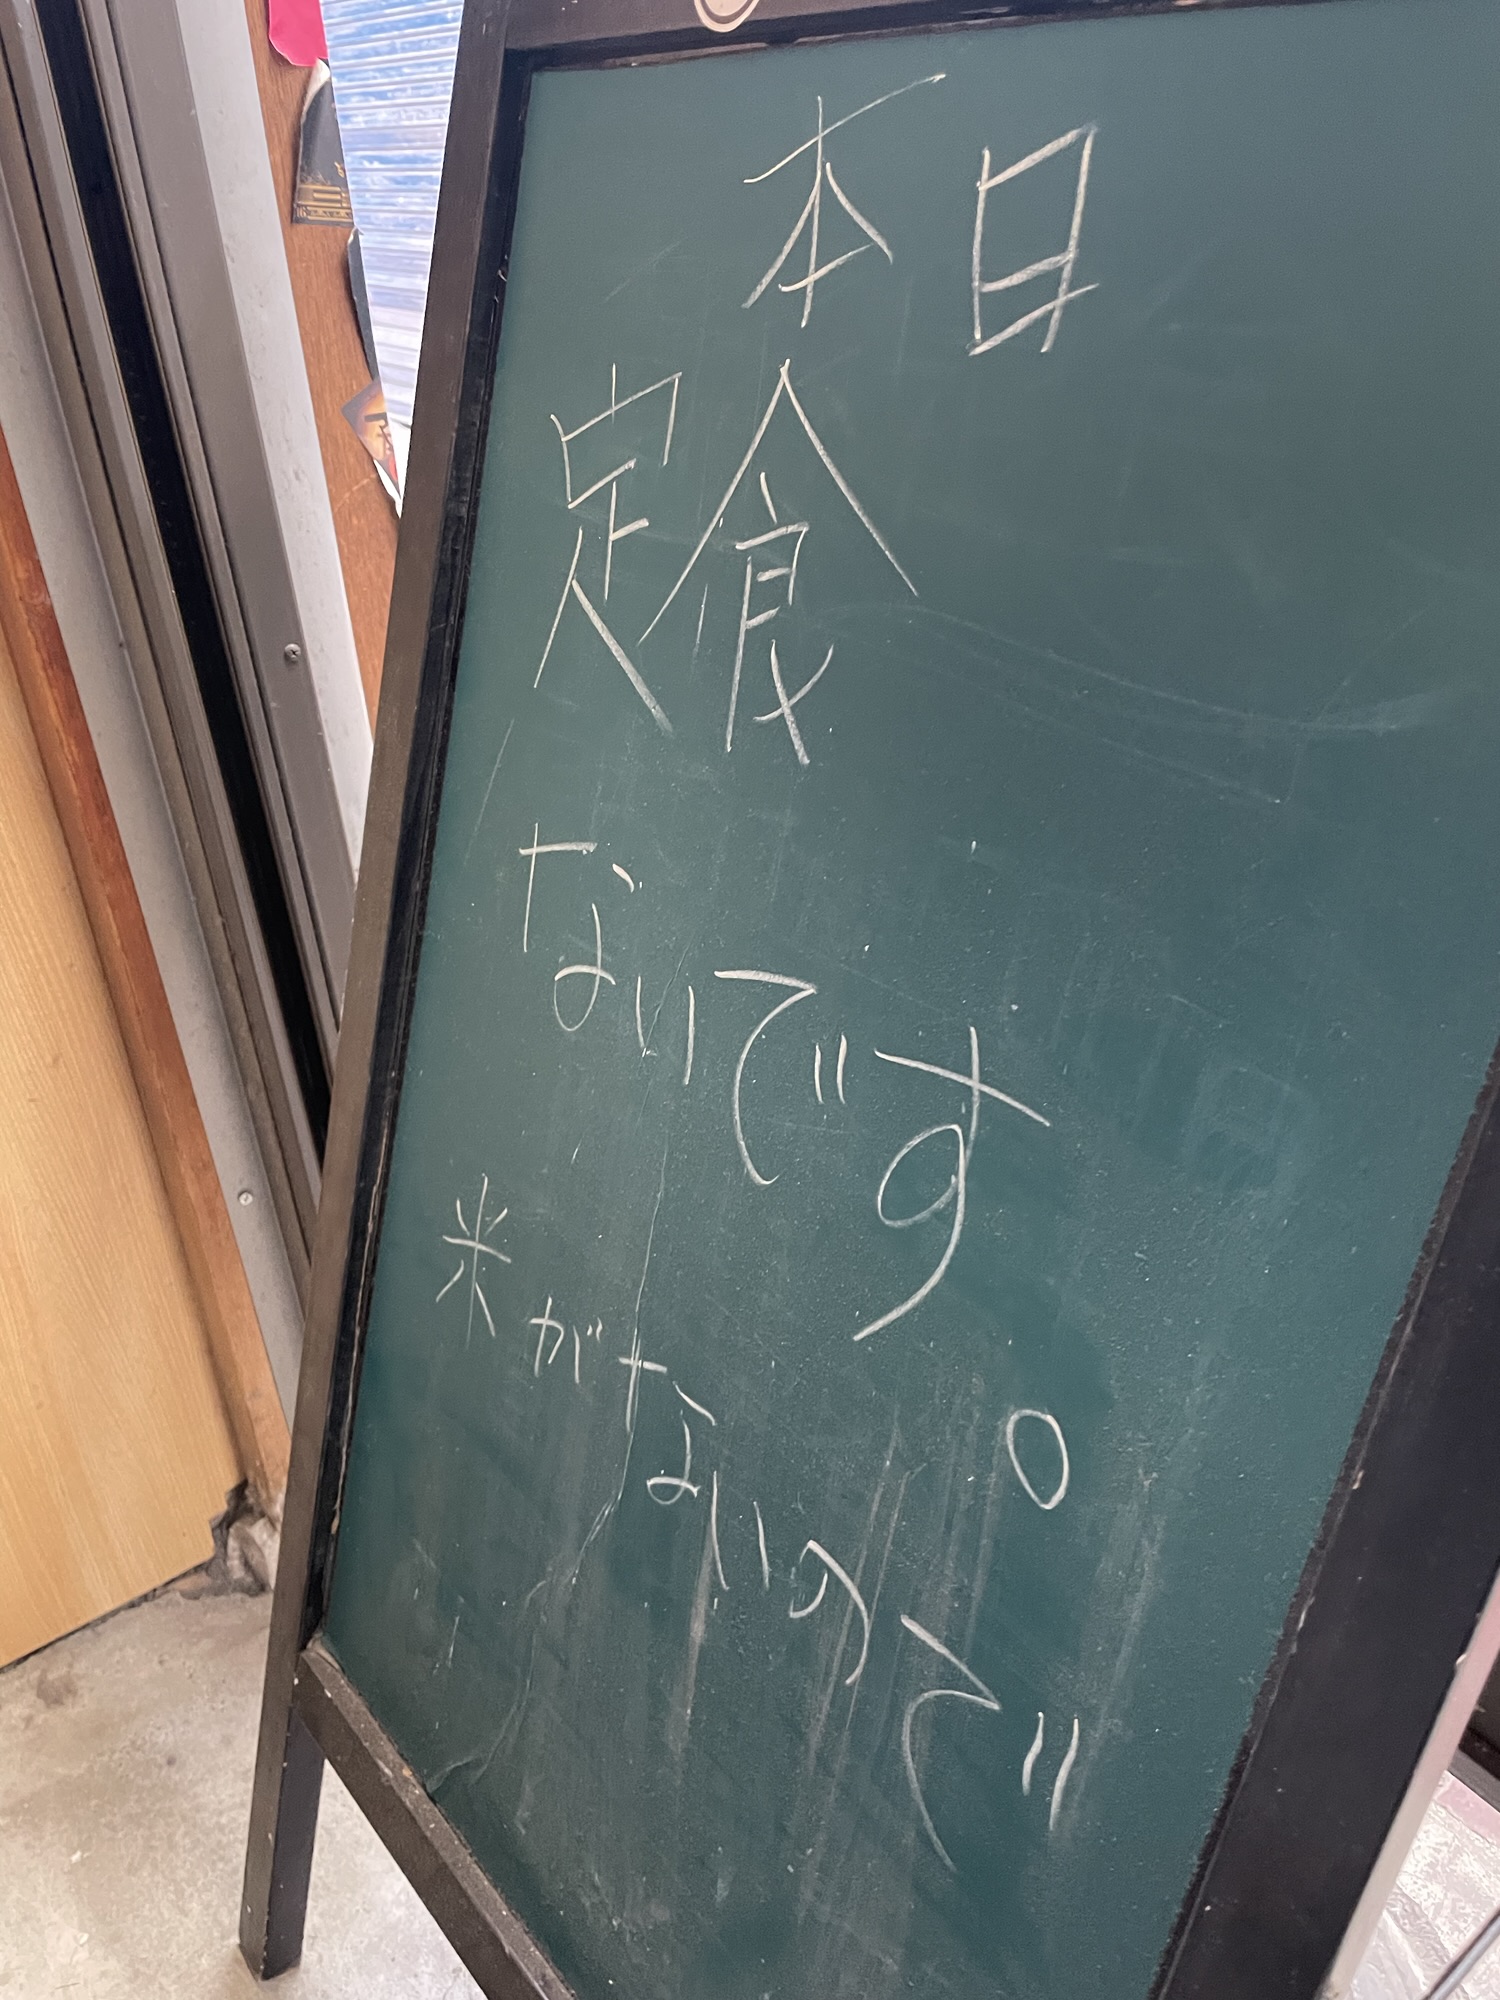 本日
定食
ないです。
米がないので